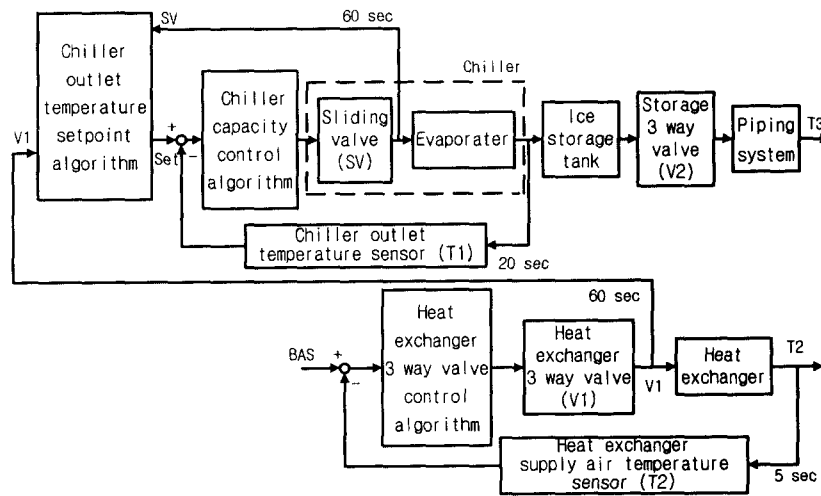 SV
60 sec
Chiller
outlet
temperature
setpoint
algorithm
V1
+
Set
-
Chiller
capacity
control
algorithm
Chiller
Sliding
valve
(SV)
Evaporater
Ice
storage
tank
Storage
3 way
valve
(V2)
Piping
system
T3
Chiller outlet
temperature sensor (T1)
20 sec
60 sec
BAS
+
-
Heat
exchanger
3 way valve
control
algorithm
Heat
exchanger
3 way valve
(V1)
V1
Heat
exchanger
T2
Heat exchanger
supply air temperature
sensor (T2)
5 sec